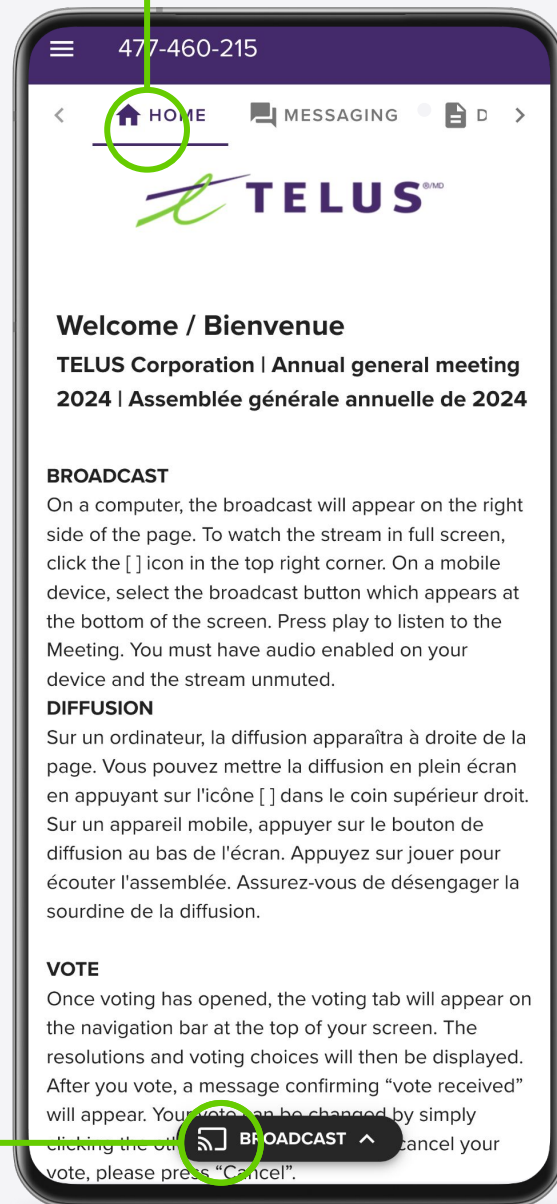 477-460-215
HOME MESSAGING D
TELUS®/MD
Welcome / Bienvenue
TELUS Corporation | Annual general meeting
2024 | Assemblée générale annuelle de 2024
BROADCAST
On a computer, the broadcast will appear on the right
side of the page. To watch the stream in full screen,
click the [ ] icon in the top right corner. On a mobile
device, select the broadcast button which appears at
the bottom of the screen. Press play to listen to the
Meeting. You must have audio enabled on your
device and the stream unmuted.
DIFFUSION
Sur un ordinateur, la diffusion apparaîtra à droite de la
page. Vous pouvez mettre la diffusion en plein écran
en appuyant sur l'icône [ ] dans le coin supérieur droit.
Sur un appareil mobile, appuyer sur le bouton de
diffusion au bas de l'écran. Appuyez sur jouer pour
écouter l'assemblée. Assurez-vous de désengager la
sourdine de la diffusion.
VOTE
Once voting has opened, the voting tab will appear on
the navigation bar at the top of your screen. The
resolutions and voting choices will then be displayed.
After you vote, a message confirming “vote received”
will appear. Your vote can be changed by simply
clicking the cancel your
BROADCAST
vote, please press “Cancel”.